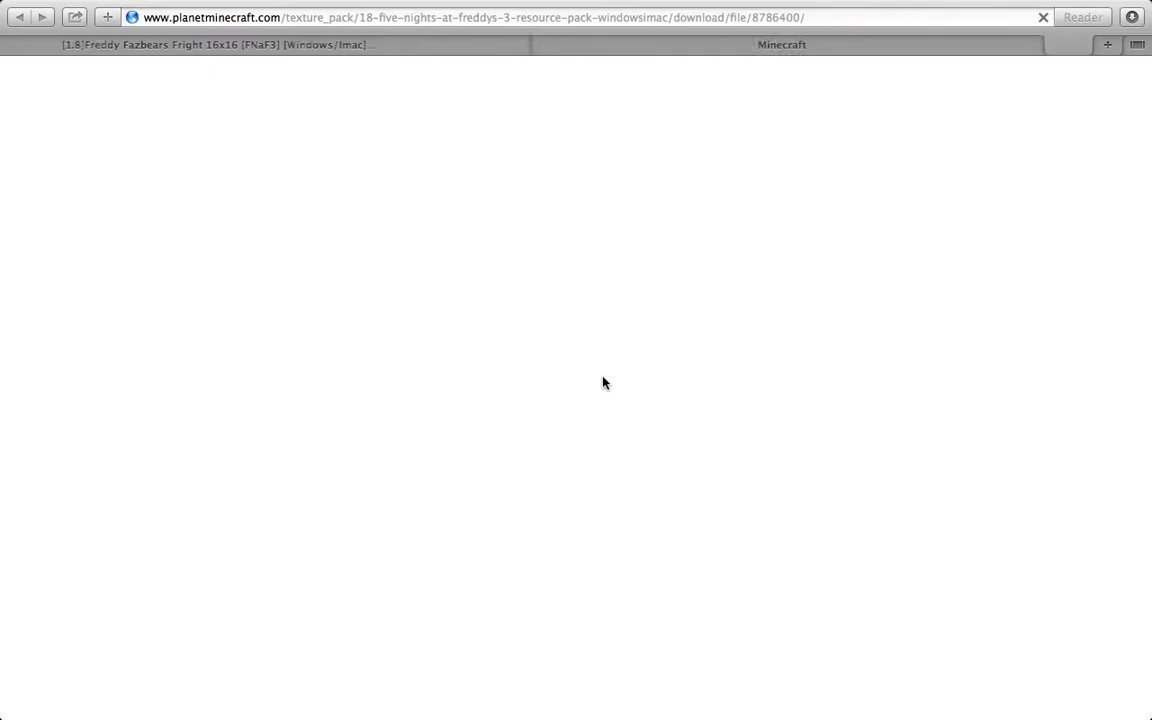 www.planetminecraft.com/texture_pack/18-five-nights-at-freddys-3-resource-pack-windowsimac/download/file/8786400/
Reader
[1.8]Freddy Fazbears Fright 16x16 [FNaF3] [Windows/Imac]...
Minecraft